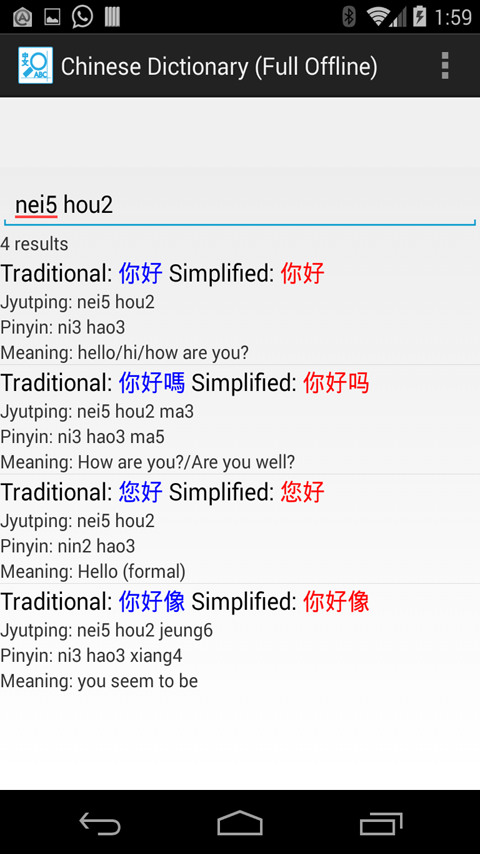 1:59
Chinese Dictionary (Full Offline)
nei5 hou2
4 results
Traditional: 你好 Simplified: 你好
Jyutping: nei5 hou2
Pinyin: ni3 hao3
Meaning: hello/hi/how are you?
Traditional: 你好嗎 Simplified: 你好吗
Jyutping: nei5 hou2 ma3
Pinyin: ni3 hao3 ma5
Meaning: How are you?/Are you well?
Traditional: 您好 Simplified: 您好
Jyutping: nei5 hou2
Pinyin: nin2 hao3
Meaning: Hello (formal)
Traditional: 你好像 Simplified: 你好像
Jyutping: nei5 hou2 jeung6
Pinyin: ni3 hao3 xiang4
Meaning: you seem to be